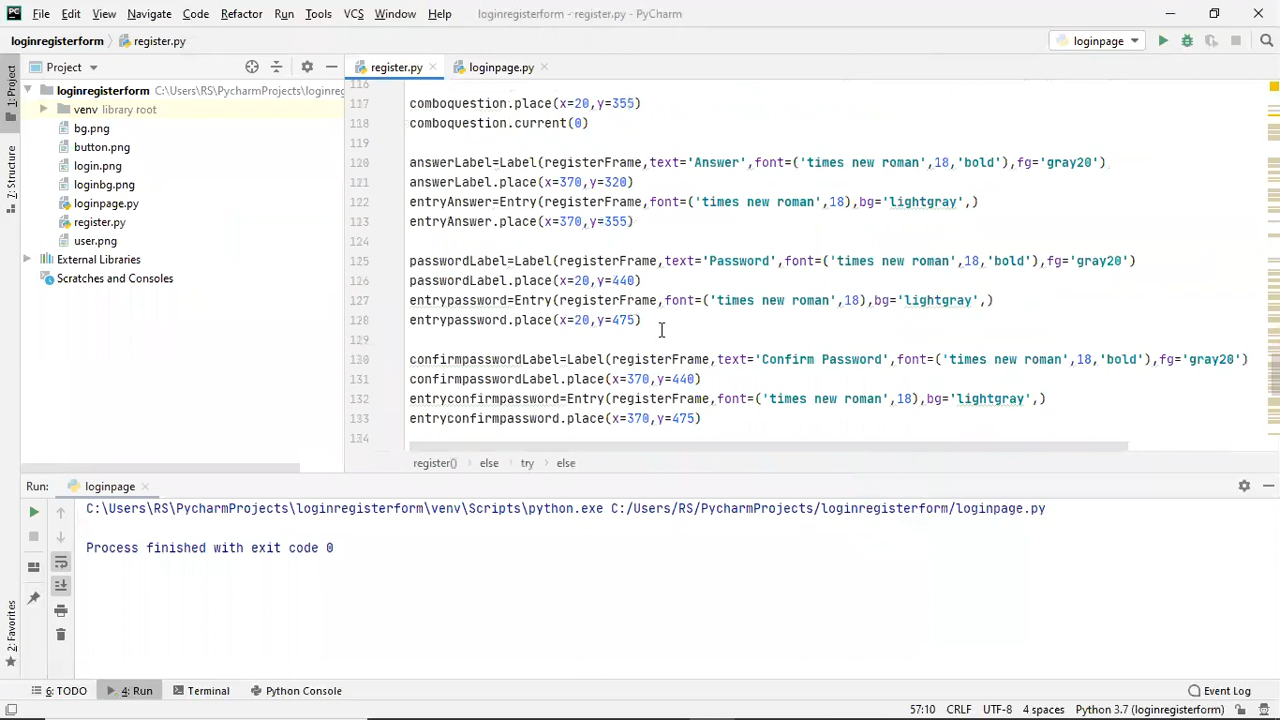 PC File Edit View Navigate Code Refactor Run Tools VCS Window Help loginregisterform - register.py - PyCharm
loginregisterform register.py loginpage
1: Project
Project
register.py loginpage.py
loginregisterform C:\Users\RS\PycharmProjects\loginreg
venv library root
bg.png
button.png
login.png
loginbg.png
loginpage.py
register.py
user.png
External Libraries
Scratches and Consoles
7: Structure
116
117 comboquestion.place(x=20,y=355)
118 comboquestion.current(0)
119
120 answerLabel=Label(registerFrame,text='Answer',font=('times new roman',18,'bold'),fg='gray20')
121 answerLabel.place(x=370,y=320)
122 entryAnswer=Entry(registerFrame,font=('times new roman',18),bg='lightgray',)
123 entryAnswer.place(x=370,y=355)
124
125 passwordLabel=Label(registerFrame,text='Password',font=('times new roman',18,'bold'),fg='gray20')
126 passwordLabel.place(x=20,y=440)
127 entrypassword=Entry(registerFrame,font=('times new roman',18),bg='lightgray',)
128 entrypassword.place(x=20,y=475)
129
130 confirmpasswordLabel=Label(registerFrame,text='Confirm Password',font=('times new roman',18,'bold'),fg='gray20')
131 confirmpasswordLabel.place(x=370,y=440)
132 entryconfirmpassword=Entry(registerFrame,font=('times new roman',18),bg='lightgray',)
133 entryconfirmpassword.place(x=370,y=475)
134
register() else try else
Run: loginpage
C:\Users\RS\PycharmProjects\loginregisterform\venv\Scripts\python.exe C:/Users/RS/PycharmProjects/loginregisterform/loginpage.py
Process finished with exit code 0
2: Favorites
6: TODO 4: Run Terminal Python Console Event Log
57:10 CRLF UTF-8 4 spaces Python 3.7 (loginregisterform)